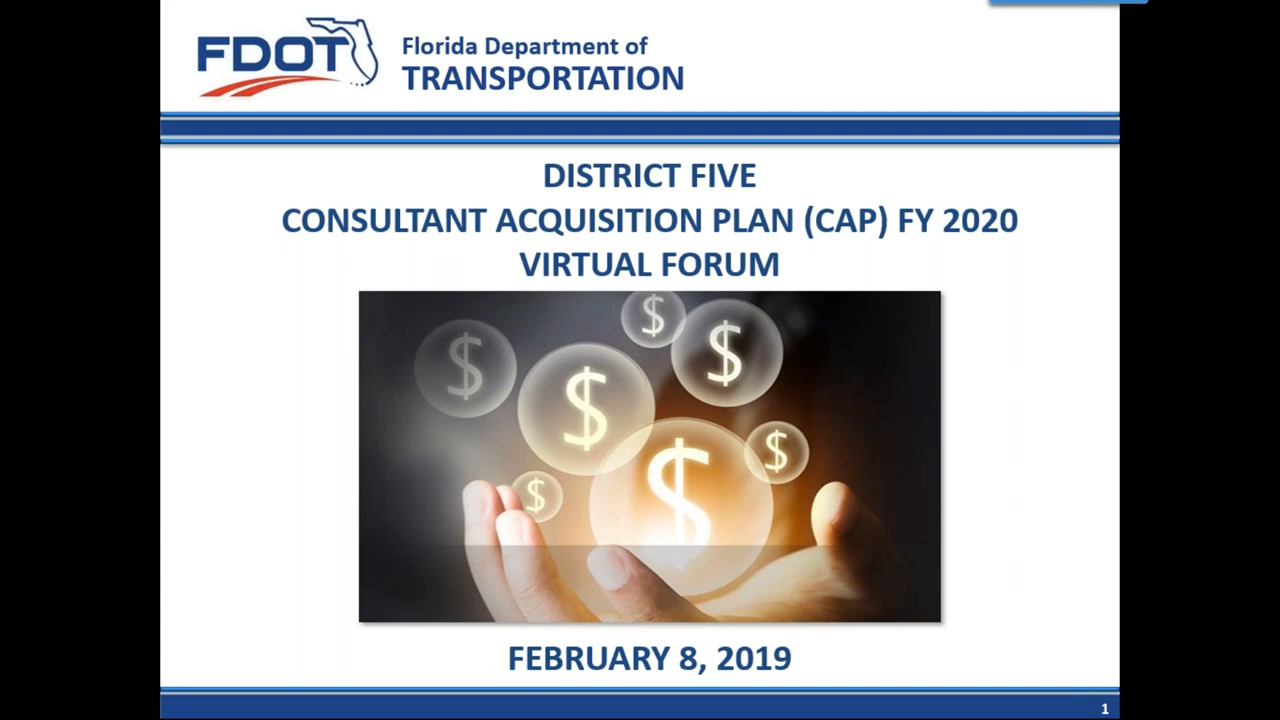 FDOT
Florida Department of
TRANSPORTATION
DISTRICT FIVE
CONSULTANT ACQUISITION PLAN (CAP) FY 2020
VIRTUAL FORUM
$
$
$
$
$
$
$
FEBRUARY 8, 2019
1